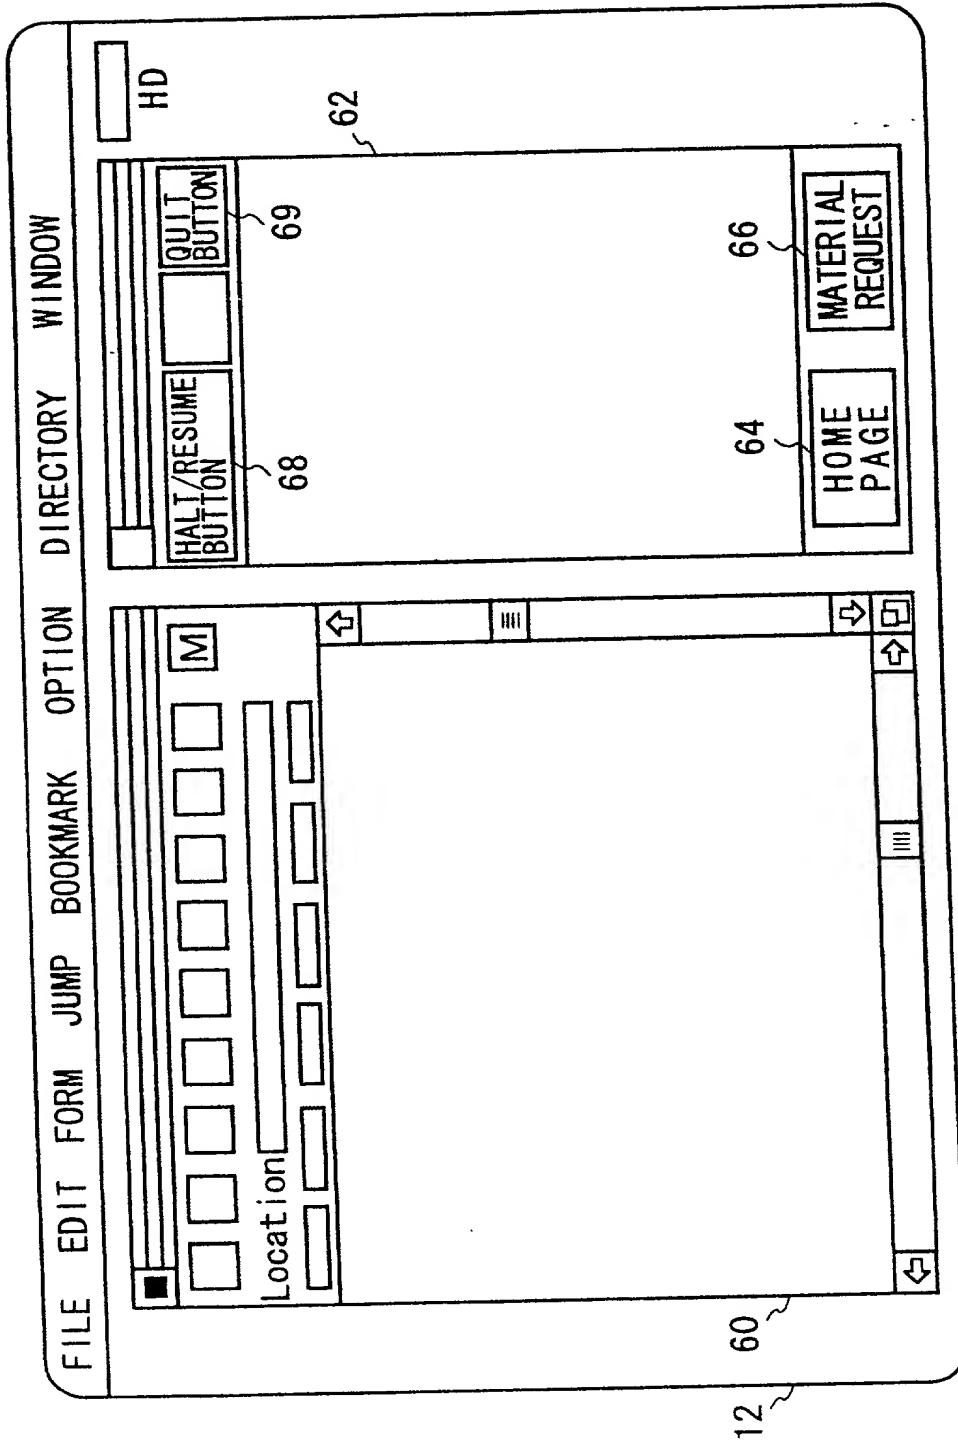 FILE EDIT FORM JUMP BOOKMARK OPTION DIRECTORY WINDOW
HD
M
Location
HALT/RESUME
BUTTON
QUIT
BUTTON
68
69
62
64
66
HOME
PAGE
MATERIAL
REQUEST
60
12